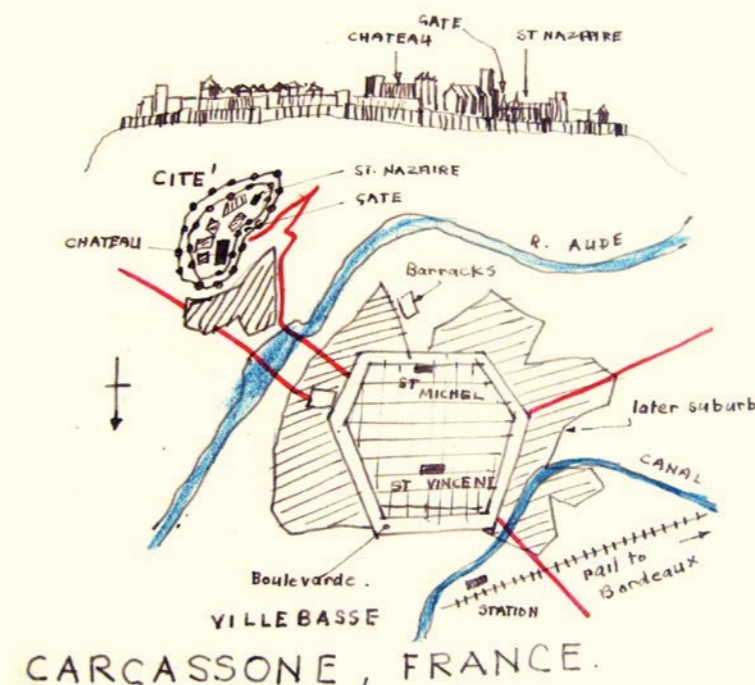 GATE
CHATEAU
ST NAZAIRE
CITE'
ST. NAZAIRE
GATE
CHATEAU
R. AUDE
Barracks
ST
MICHEL
later suburb
ST VINCENT
CANAL
Boulevarde.
rail to
Bordeaux
STATION
VILLEBASSE
CARCASSONE, FRANCE.